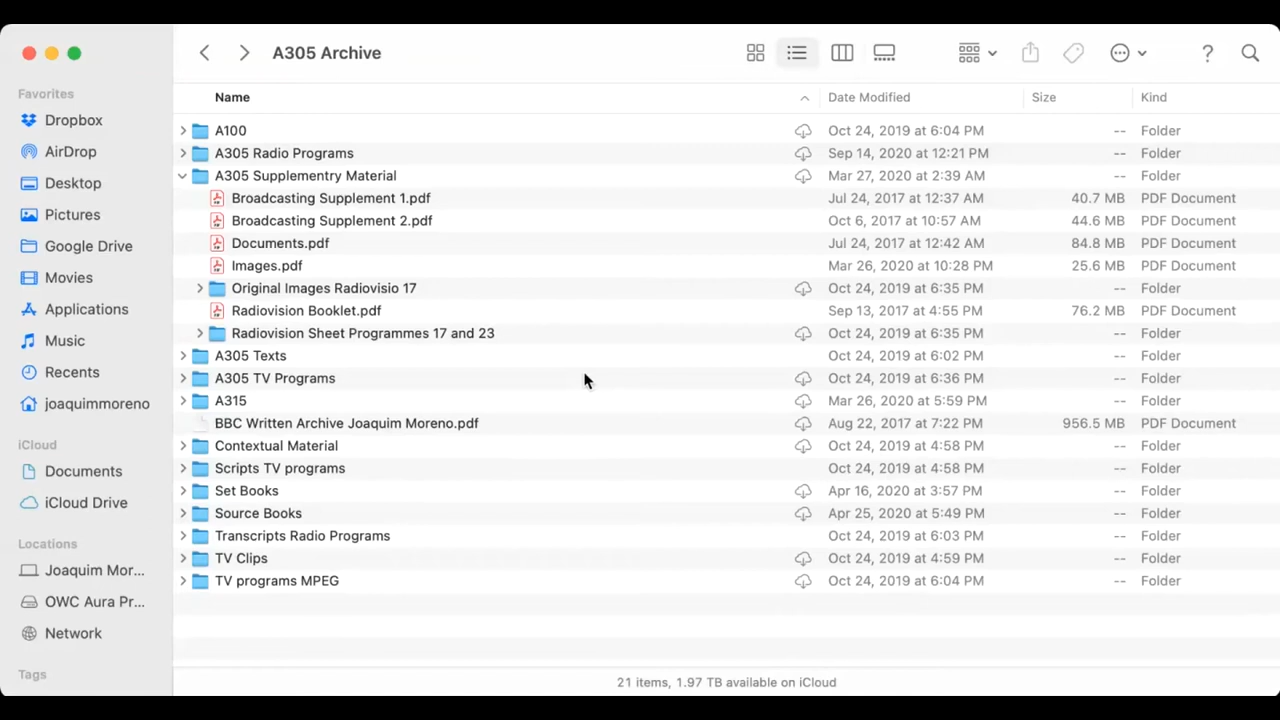 A305 Archive
?
Favorites
Dropbox
AirDrop
Desktop
Pictures
Google Drive
Movies
Applications
Music
Recents
joaquimmoreno
iCloud
Documents
iCloud Drive
Locations
Joaquim Mor...
OWC Aura Pr...
Network
Tags
Name Date Modified Size Kind
A100 Oct 24, 2019 at 6:04 PM -- Folder
A305 Radio Programs Sep 14, 2020 at 12:21 PM -- Folder
A305 Supplementry Material Mar 27, 2020 at 2:39 AM -- Folder
Broadcasting Supplement 1.pdf Jul 24, 2017 at 12:37 AM 40.7 MB PDF Document
Broadcasting Supplement 2.pdf Oct 6, 2017 at 10:57 AM 44.6 MB PDF Document
Documents.pdf Jul 24, 2017 at 12:42 AM 84.8 MB PDF Document
Images.pdf Mar 26, 2020 at 10:28 PM 25.6 MB PDF Document
Original Images Radiovisio 17 Oct 24, 2019 at 6:35 PM -- Folder
Radiovision Booklet.pdf Sep 13, 2017 at 4:55 PM 76.2 MB PDF Document
Radiovision Sheet Programmes 17 and 23 Oct 24, 2019 at 6:35 PM -- Folder
A305 Texts Oct 24, 2019 at 6:02 PM -- Folder
A305 TV Programs Oct 24, 2019 at 6:36 PM -- Folder
A315 Mar 26, 2020 at 5:59 PM -- Folder
BBC Written Archive Joaquim Moreno.pdf Aug 22, 2017 at 7:22 PM 956.5 MB PDF Document
Contextual Material Oct 24, 2019 at 4:58 PM -- Folder
Scripts TV programs Oct 24, 2019 at 4:58 PM -- Folder
Set Books Apr 16, 2020 at 3:57 PM -- Folder
Source Books Apr 25, 2020 at 5:49 PM -- Folder
Transcripts Radio Programs Oct 24, 2019 at 6:03 PM -- Folder
TV Clips Oct 24, 2019 at 4:59 PM -- Folder
TV programs MPEG Oct 24, 2019 at 6:04 PM -- Folder
21 items, 1.97 TB available on iCloud